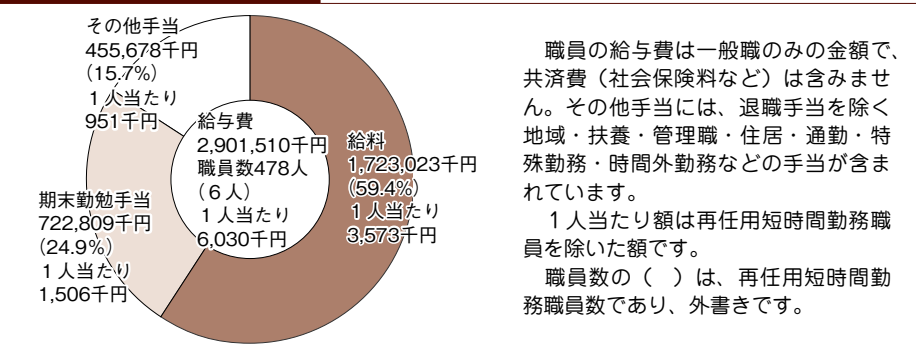 その他手当
455,678千円
(15.7%)
１人当たり
951千円
給与費
2,901,510千円
職員数478人
（６人）
１人当たり
6,030千円
給料
1,723,023千円
(59.4%)
１人当たり
3,573千円
期末勤勉手当
722,809千円
(24.9%)
１人当たり
1,506千円
職員の給与費は一般職のみの金額で、
共済費（社会保険料など）は含みませ
ん。その他手当には、退職手当を除く
地域・扶養・管理職・住居・通勤・特
殊勤務・時間外勤務などの手当が含ま
れています。
１人当たり額は再任用短時間勤務職
員を除いた額です。
職員数の（　）は、再任用短時間勤
務職員数であり、外書きです。